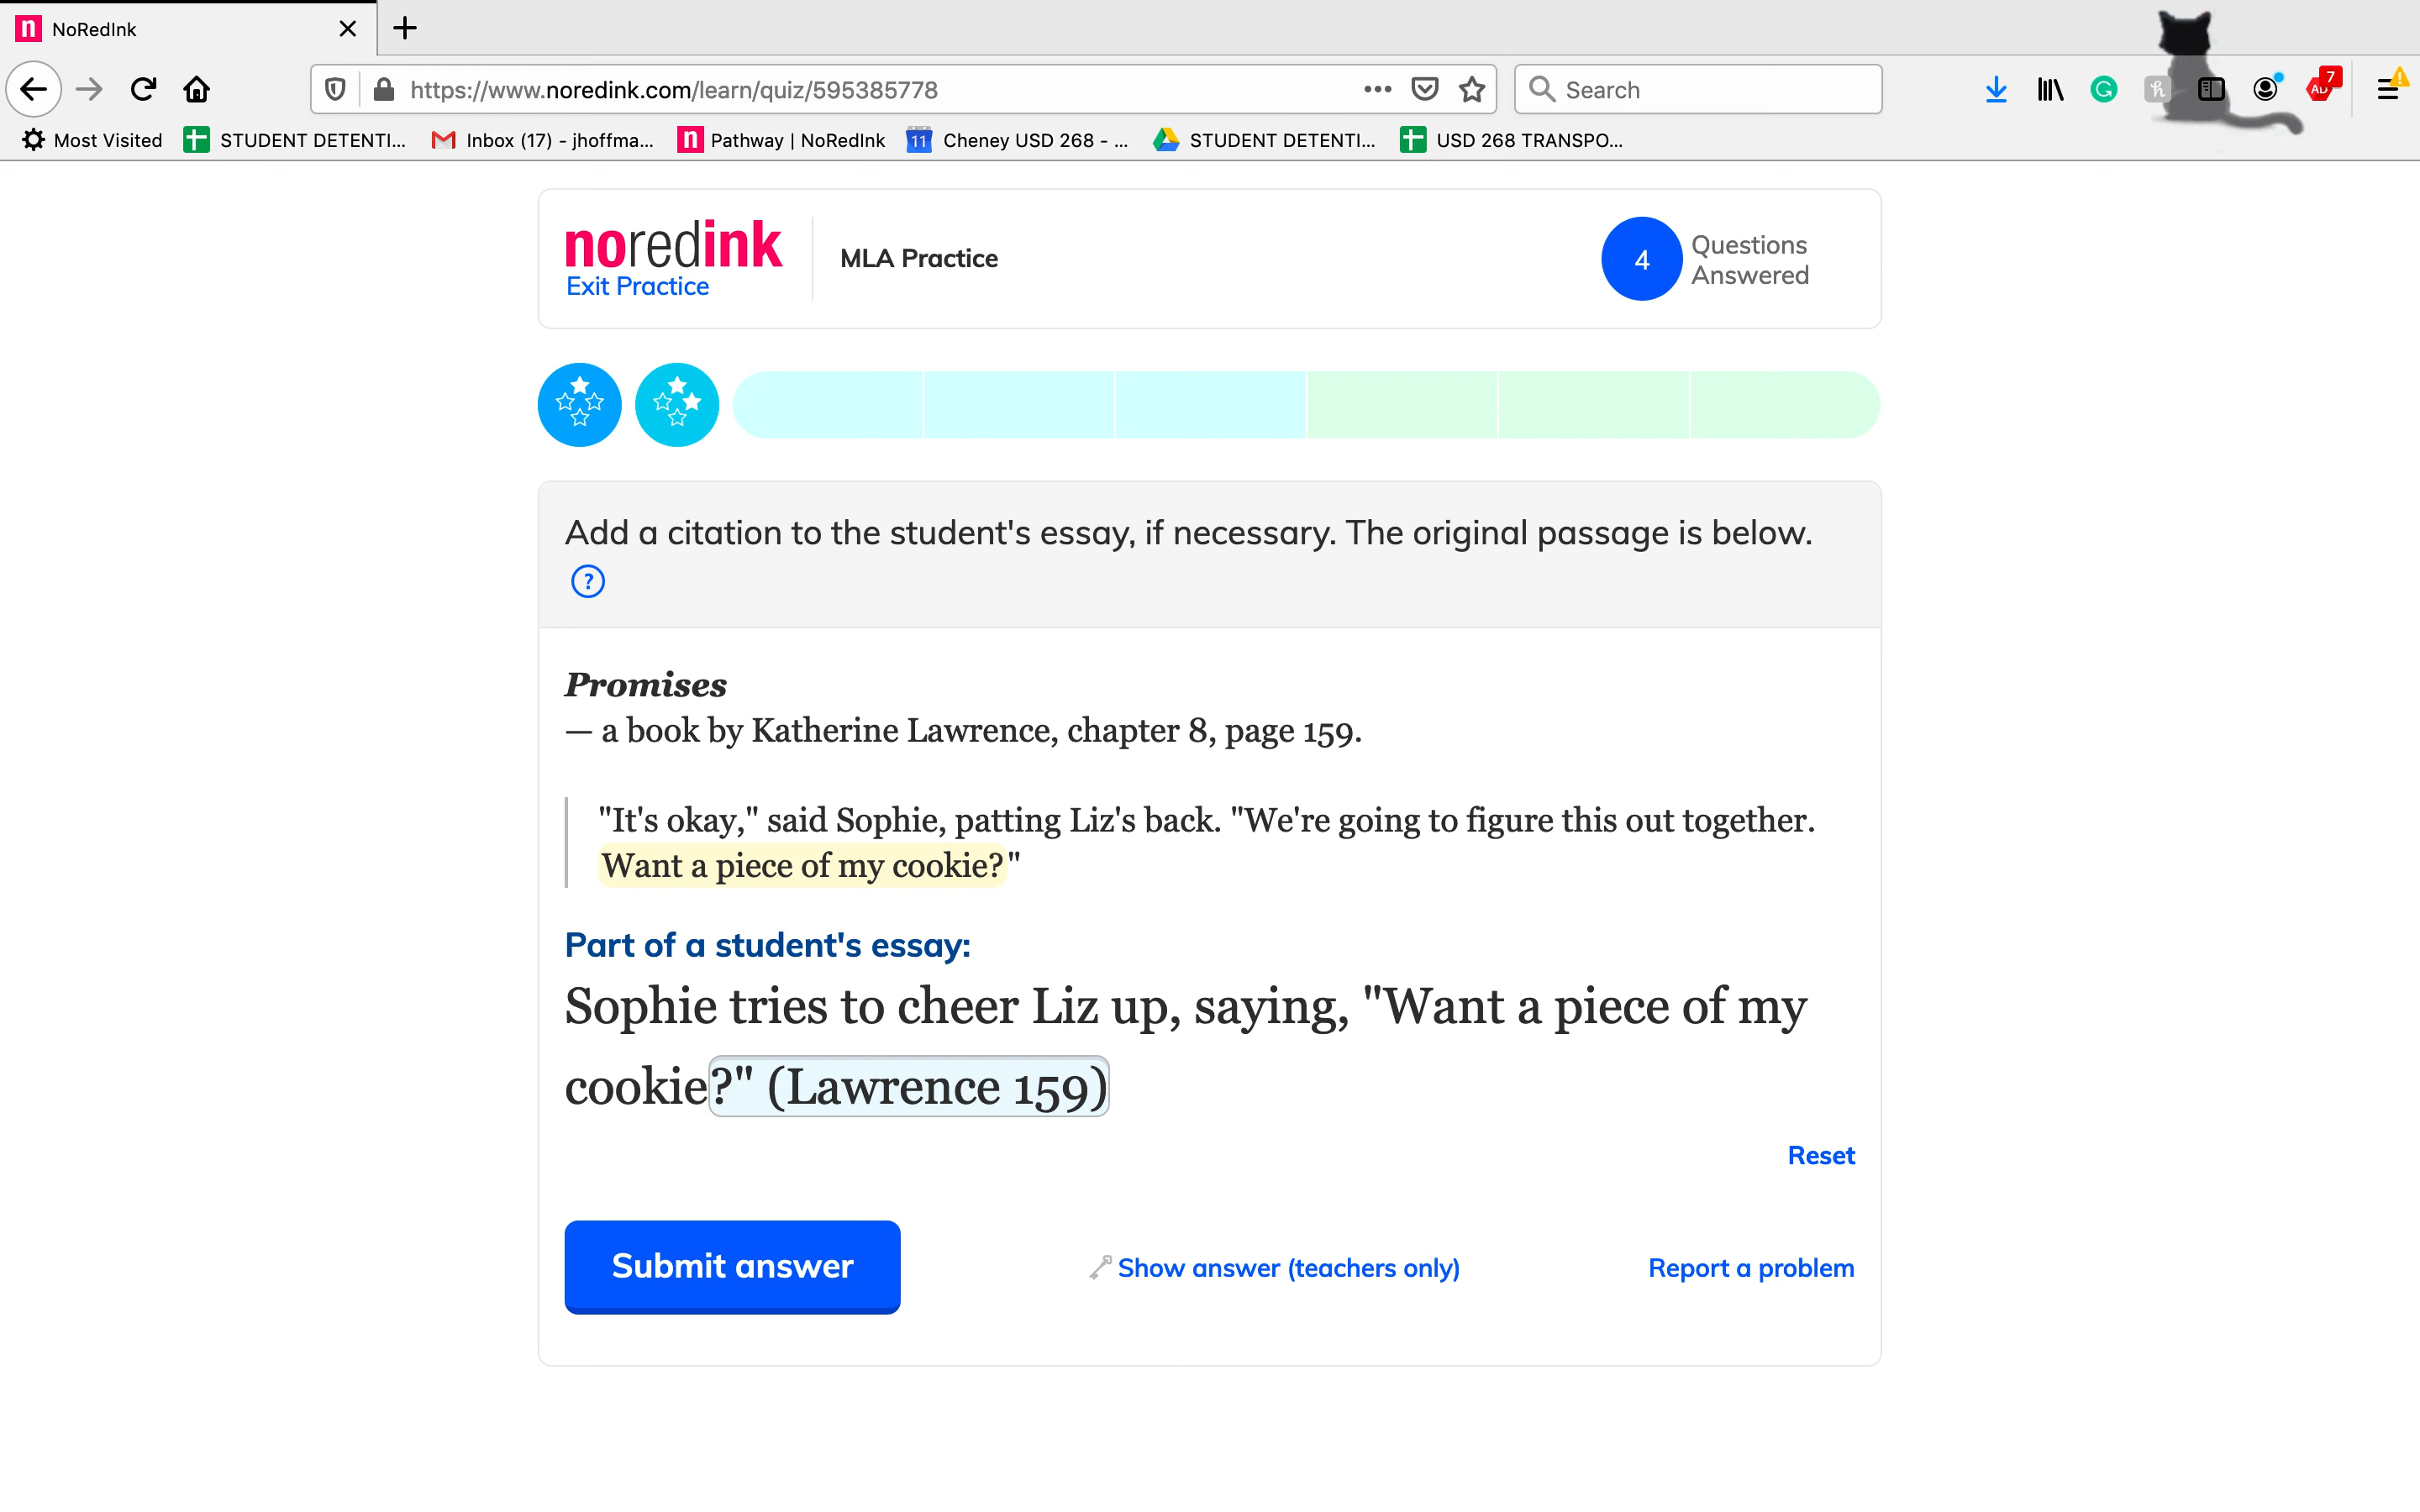 NoRedInk
https://www.noredink.com/learn/quiz/595385778
Search
7
Most Visited
STUDENT DETENTI...
Inbox (17) - jhoffma...
Pathway | NoRedInk
11
Cheney USD 268 - ...
STUDENT DETENTI...
USD 268 TRANSPO...
noredink
Exit Practice
MLA Practice
4
Questions
Answered
Add a citation to the student's essay, if necessary. The original passage is below.
?
Promises
— a book by Katherine Lawrence, chapter 8, page 159.
"It's okay," said Sophie, patting Liz's back. "We're going to figure this out together.
Want a piece of my cookie?"
Part of a student's essay:
Sophie tries to cheer Liz up, saying, "Want a piece of my
cookie?" (Lawrence 159)
Reset
Submit answer
Show answer (teachers only)
Report a problem